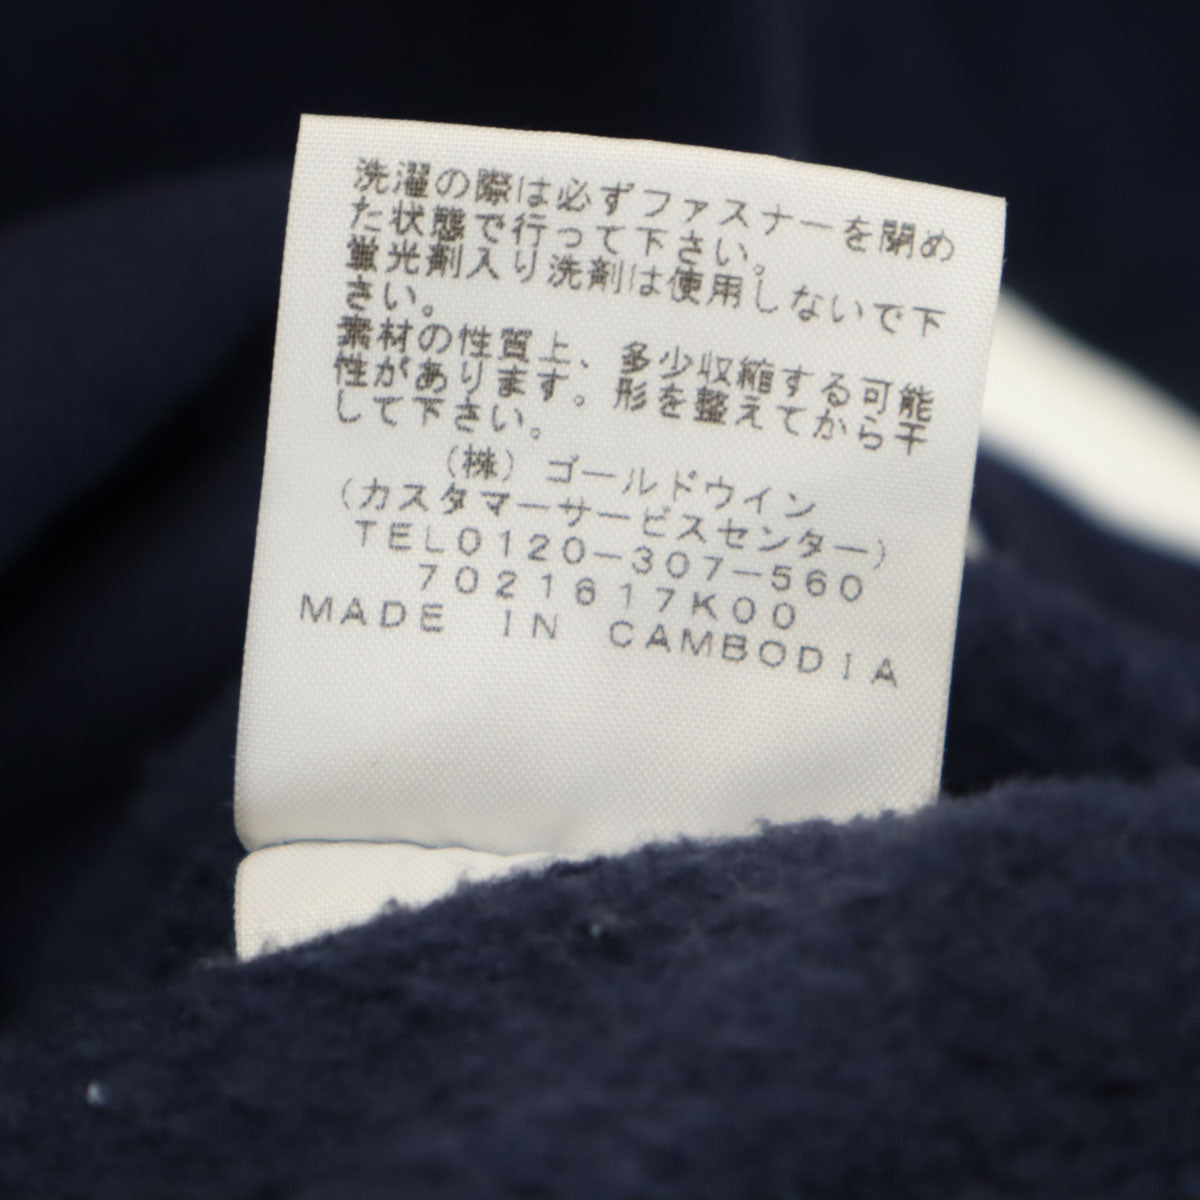 洗濯の際は必ずファスナーを閉め
た状態で行って下さい。
蛍光剤入り洗剤は使用しないで下
さい。
素材の性質上、多少収縮する可能
性があります。形を整えてから干
して下さい。
(株)ゴールドウイン
(カスタマーサービスセンター)
TEL0120-307-560
7021617K00
MADE IN CAMBODIA